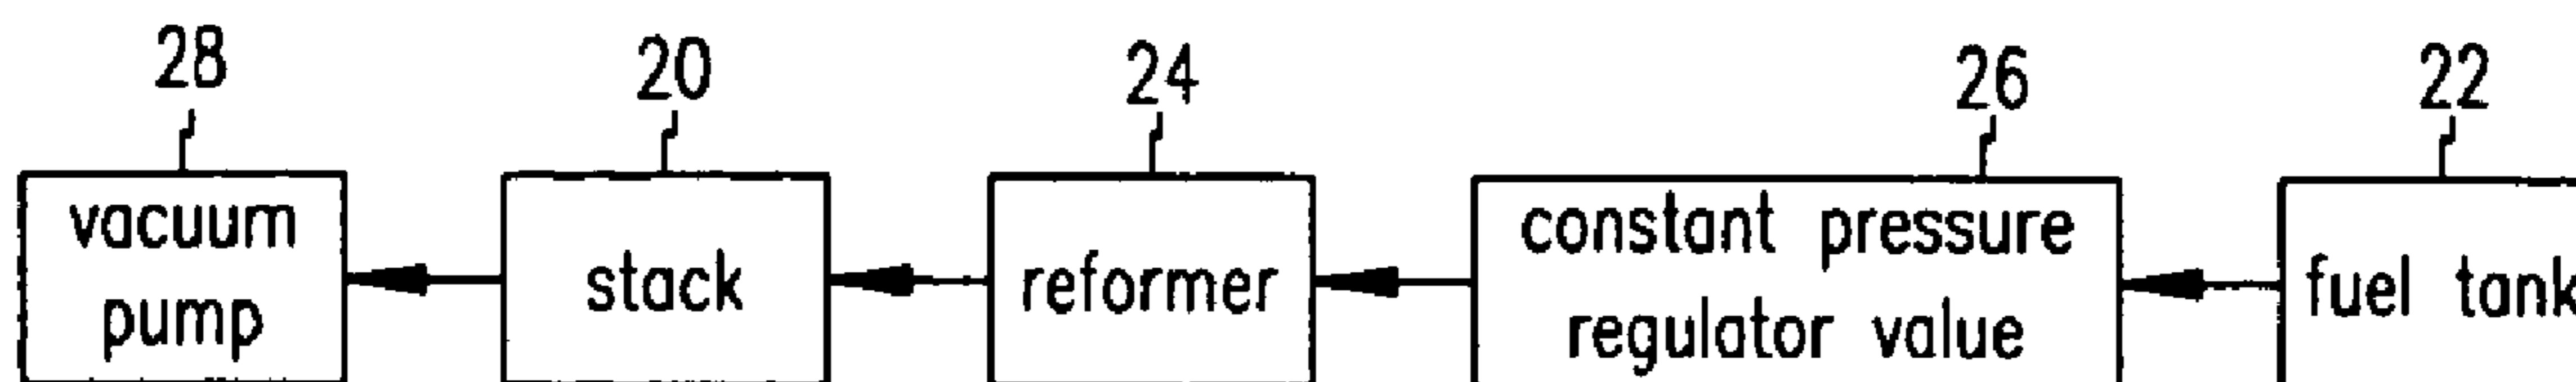 28
20
24
26
22
vacuum
pump
stack
reformer
constant pressure
regulator value
fuel tank